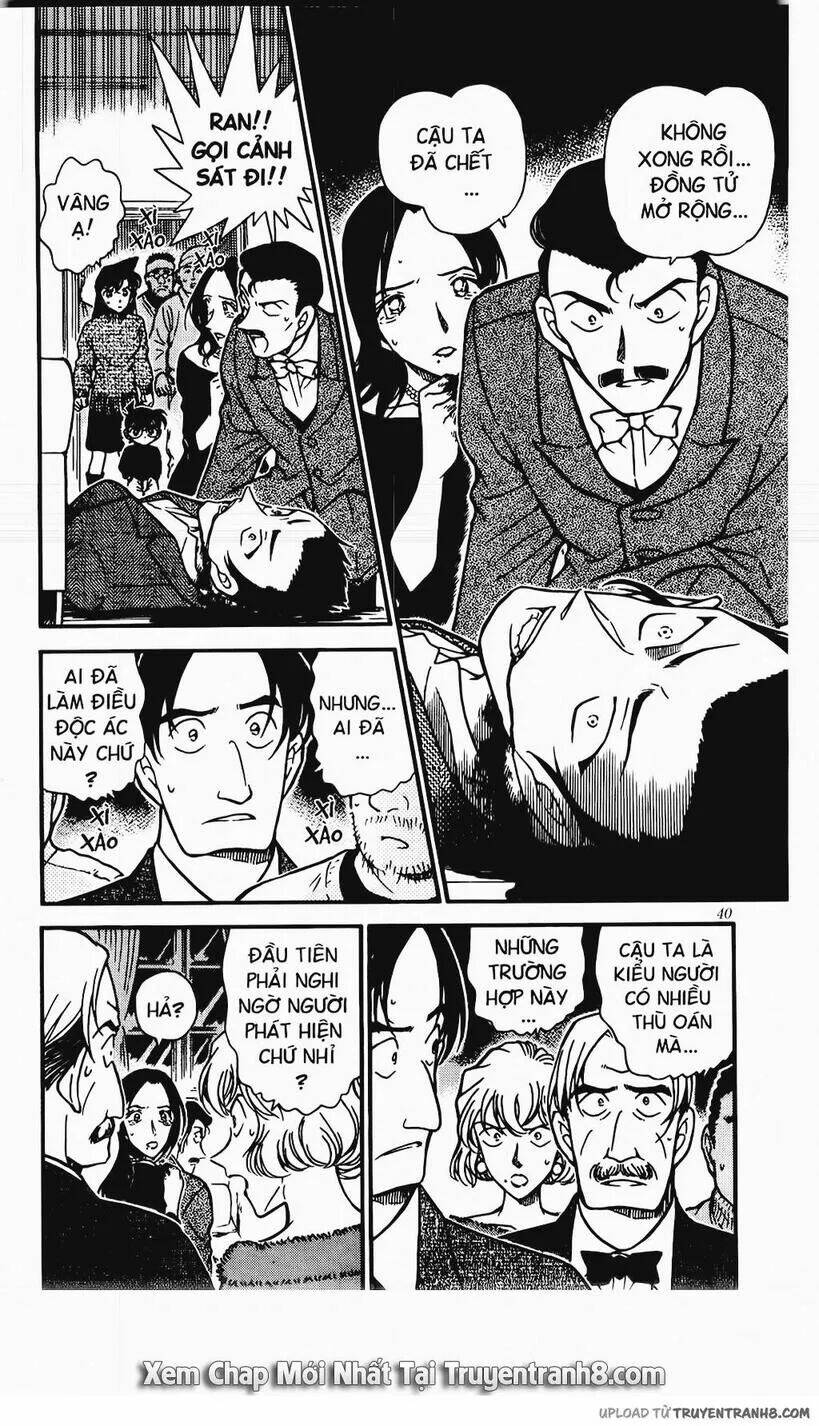 KHÔNG
XONG RỒI...
ĐỒNG TỬ
MỞ RỘNG...
CẬU TA
ĐÃ CHẾT
...
RAN!!
GỌI CẢNH
SÁT ĐI!!
VÂNG
Ạ!
XÌ
XÀO
XÌ
XÀO
NHƯNG...
AI ĐÃ
...
AI ĐÃ
LÀM ĐIỀU
ĐỘC ÁC
NÀY CHỨ
?
XÌ
XÀO
XÌ
XÀO
40
CẬU TA LÀ
KIỂU NGƯỜI
CÓ NHIỀU
THÙ OÁN
MÀ...
NHỮNG
TRƯỜNG
HỢP NÀY
...
ĐẦU TIÊN
PHẢI NGHI
NGỜ NGƯỜI
PHÁT HIỆN
CHỨ NHỈ
?
HẢ?
Xem Chap Mới Nhất Tại Truyentranh8.com
UPLOAD TỪ TRUYENTRANH8.COM